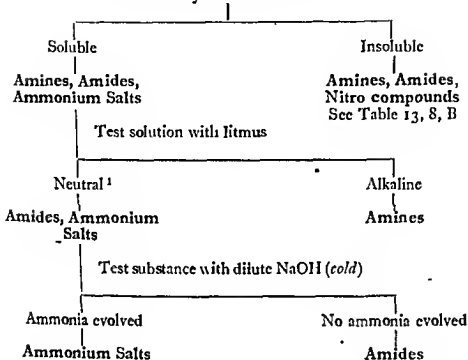 Soluble
Insoluble
Amines, Amides,
Ammonium Salts
Amines, Amides,
Nitro compounds
See Table 13, 8, B
Test solution with litmus
Neutral ¹
Alkaline
Amides, Ammonium
Salts
Amines
Test substance with dilute NaOH (cold)
Ammonia evolved
No ammonia evolved
Ammonium Salts
Amides